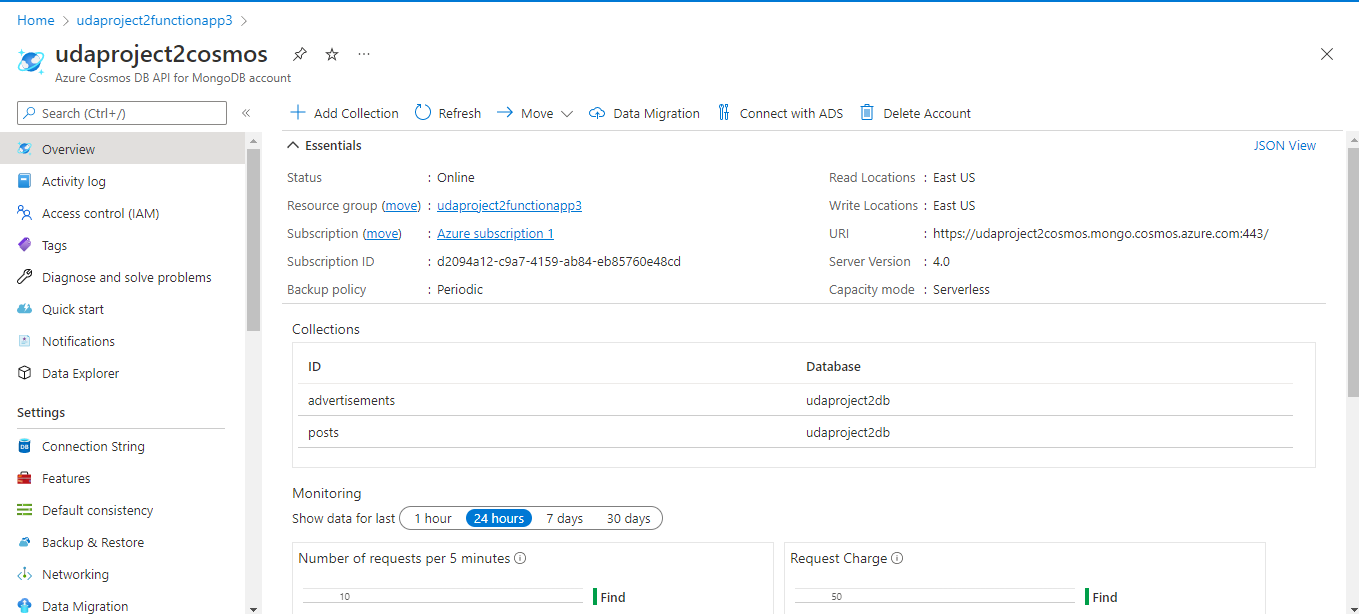 Home > udaproject2functionapp3 >
udaproject2cosmos
Azure Cosmos DB API for MongoDB account
Search (Ctrl+/)
Overview
Activity log
Access control (IAM)
Tags
Diagnose and solve problems
Quick start
Notifications
Data Explorer
Settings
Connection String
Features
Default consistency
Backup & Restore
Networking
Data Migration
Add Collection Refresh Move Data Migration Connect with ADS Delete Account
Essentials JSON View
Status : Online
Resource group (move) : udaproject2functionapp3
Subscription (move) : Azure subscription 1
Subscription ID : d2094a12-c9a7-4159-ab84-eb85760e48cd
Backup policy : Periodic
Read Locations : East US
Write Locations : East US
URI : https://udaproject2cosmos.mongo.cosmos.azure.com:443/
Server Version : 4.0
Capacity mode : Serverless
Collections
ID Database
advertisements udaproject2db
posts udaproject2db
Monitoring
Show data for last 1 hour 24 hours 7 days 30 days
Number of requests per 5 minutes
10 Find
Request Charge
50 Find